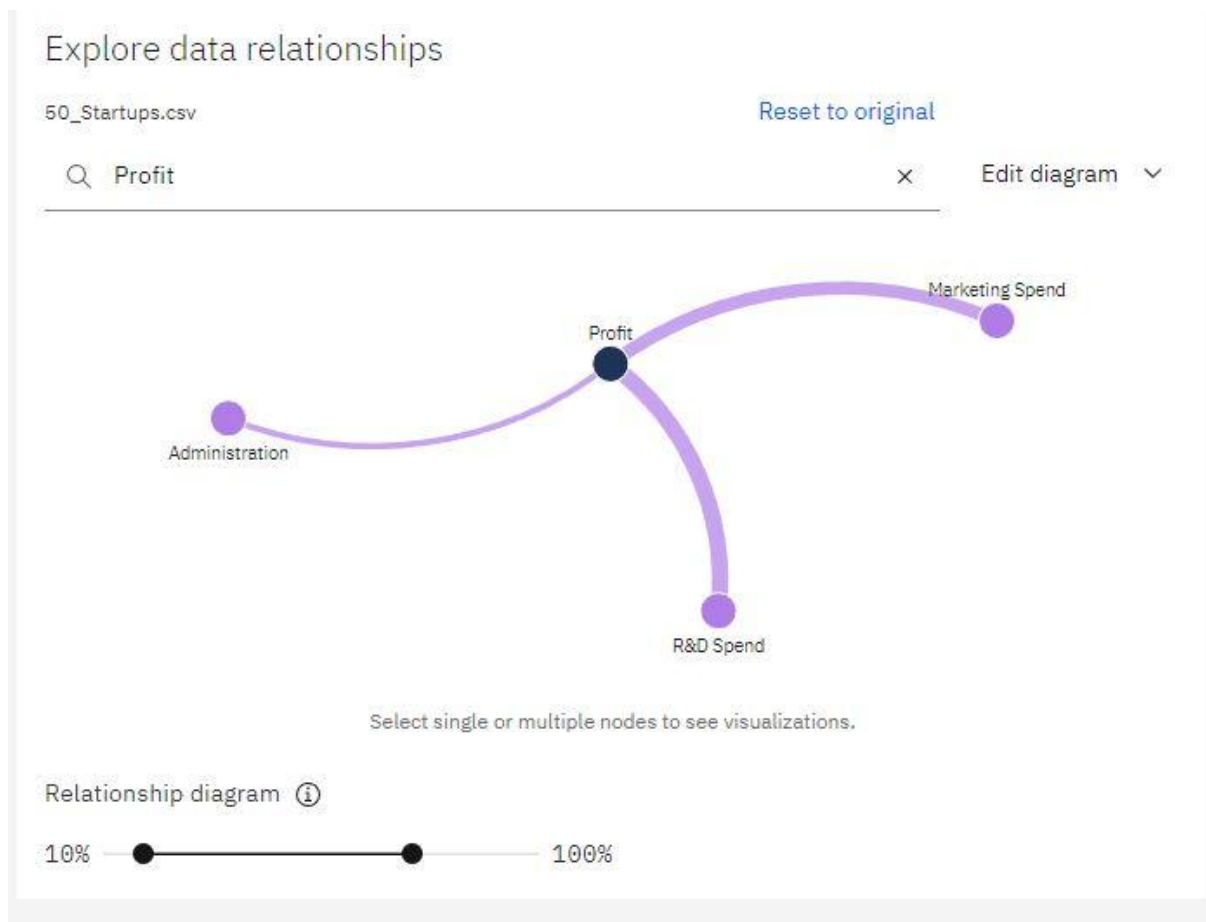 Explore data relationships
50_Startups.csv
Reset to original
Profit
Edit diagram
Marketing Spend
Profit
Administration
R&D Spend
Select single or multiple nodes to see visualizations.
Relationship diagram
10%
100%